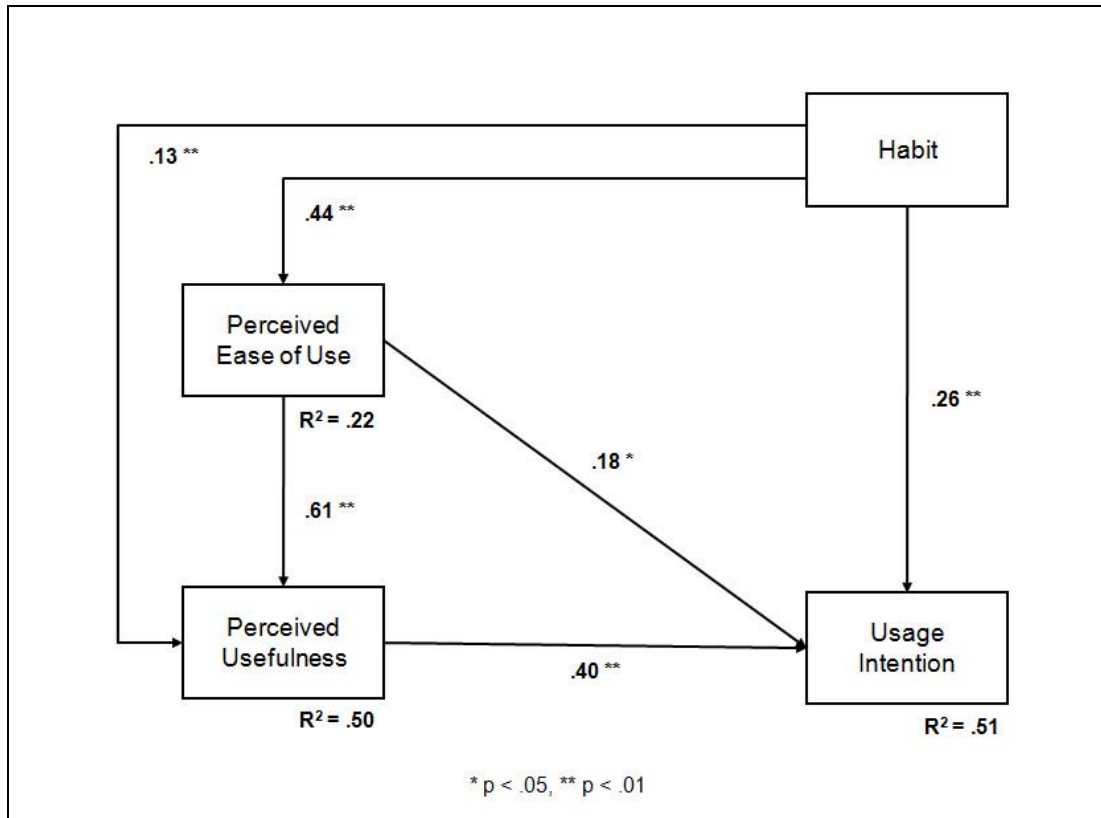 Habit
.13 **
.44 **
Perceived
Ease of Use
R² = .22
.26 **
.18 *
.61 **
Perceived
Usefulness
Usage
Intention
.40 **
R² = .50
R² = .51
* p < .05, ** p < .01